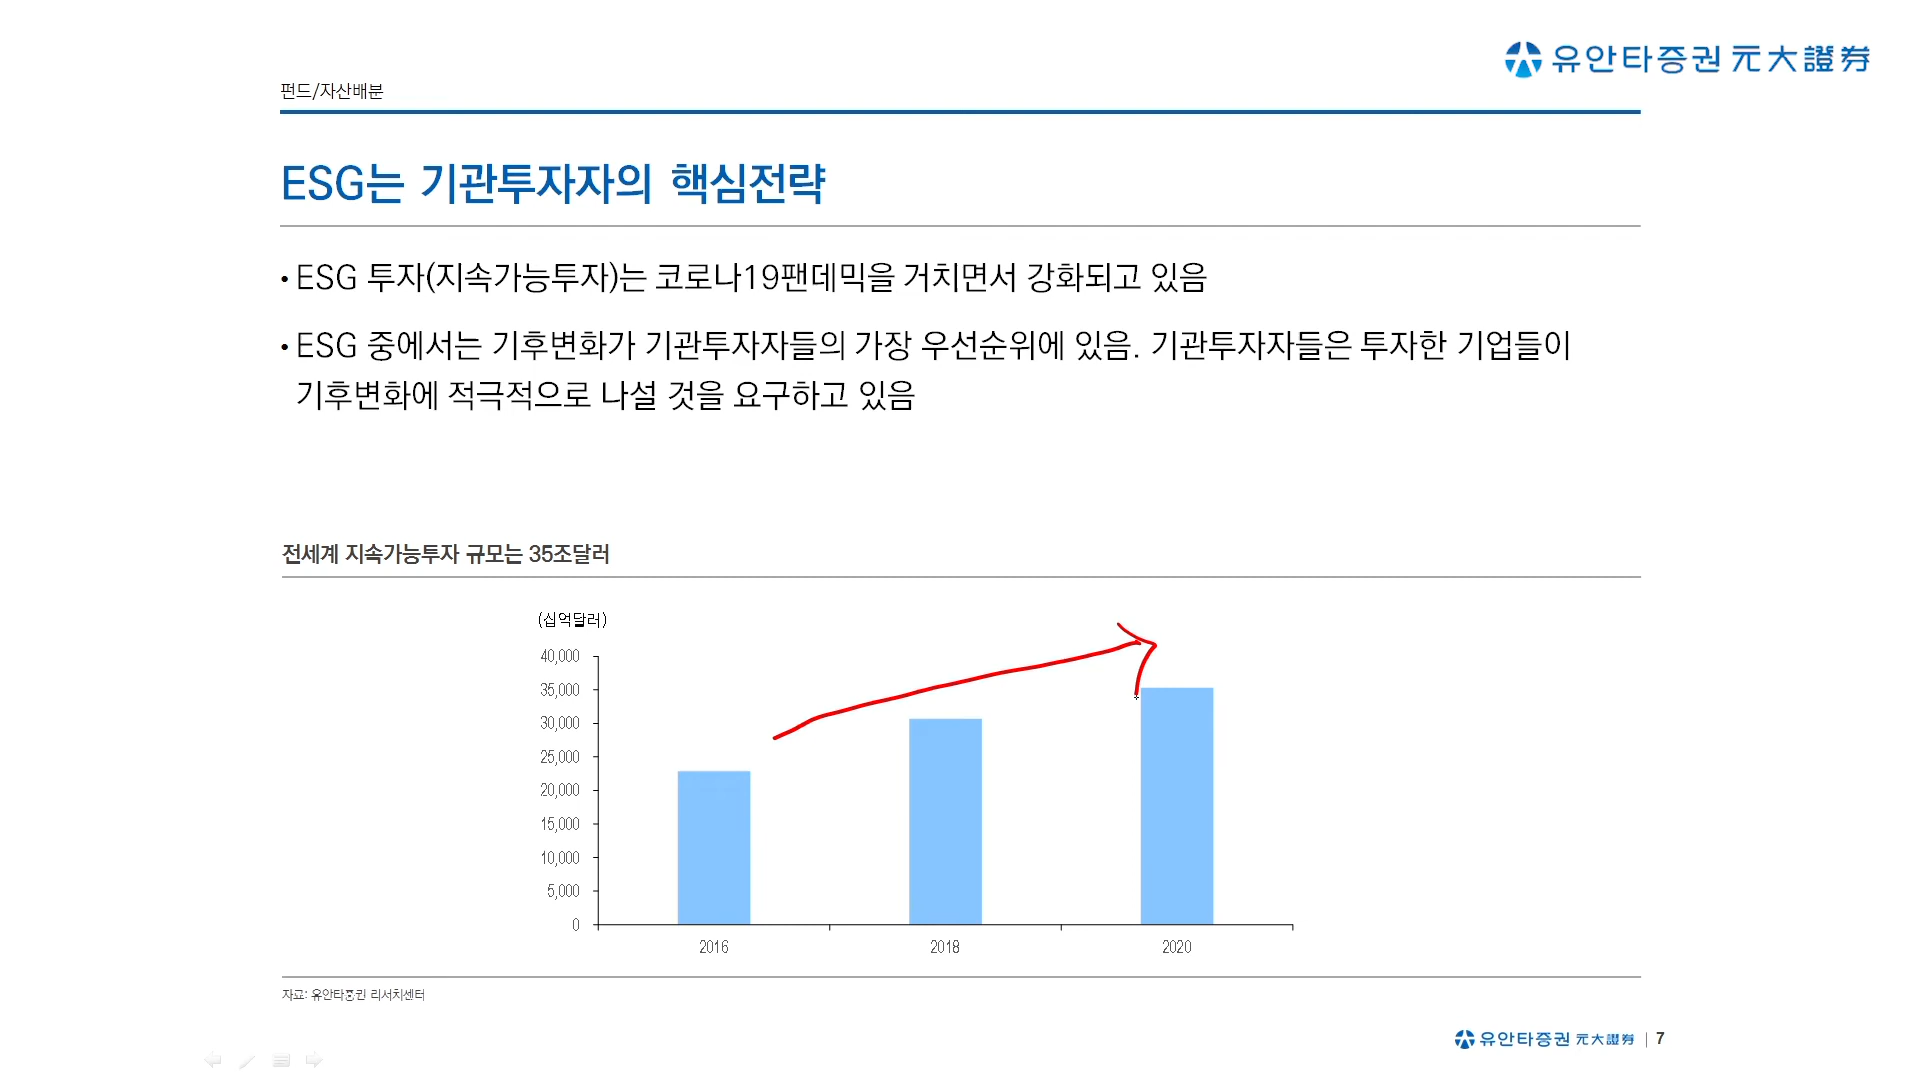 유안타증권 元大證券
펀드/자산배분
ESG는 기관투자자의 핵심전략
• ESG 투자(지속가능투자)는 코로나19팬데믹을 거치면서 강화되고 있음
• ESG 중에서는 기후변화가 기관투자자들의 가장 우선순위에 있음. 기관투자자들은 투자한 기업들이
기후변화에 적극적으로 나설 것을 요구하고 있음
전세계 지속가능투자 규모는 35조달러
(십억달러)
40,000
35,000
30,000
25,000
20,000
15,000
10,000
5,000
0
2016 2018 2020
자료: 유안타증권 리서치센터
유안타증권 元大證券 | 7